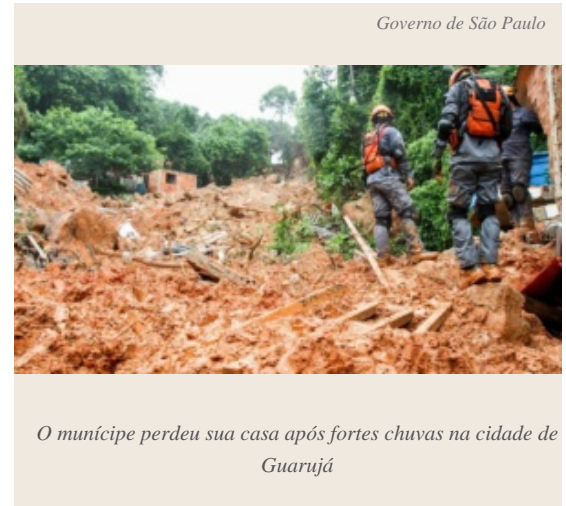 Governo de São Paulo
O munícipe perdeu sua casa após fortes chuvas na cidade de
Guarujá